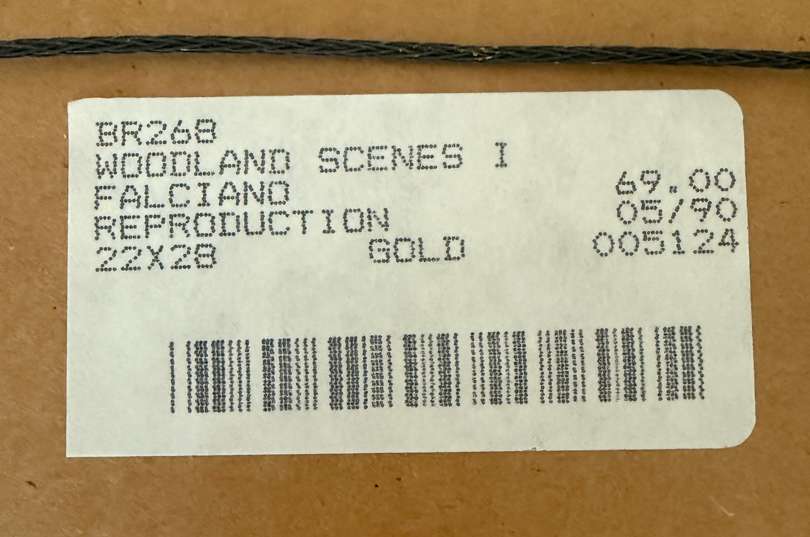 BR268
WOODLAND SCENES I
FALCIANO 69.00
REPRODUCTION 05/90
22X28 GOLD 005124